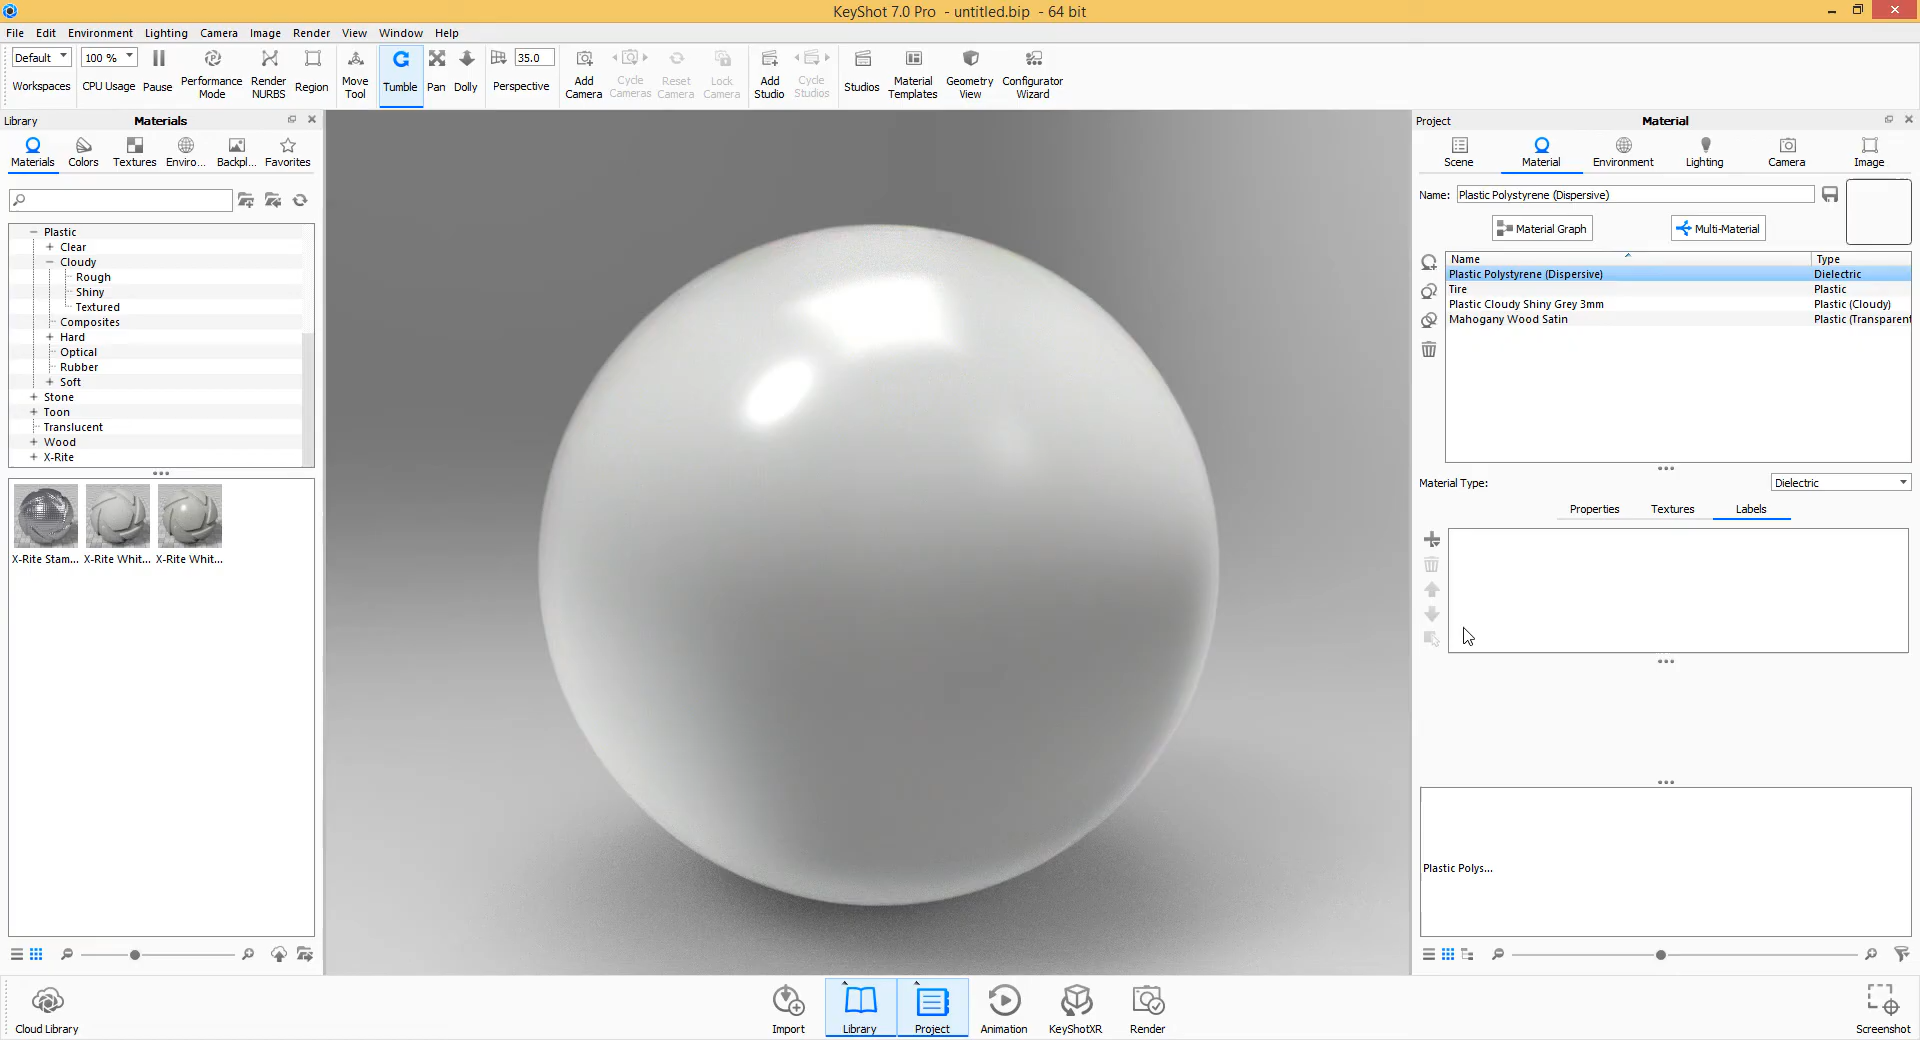 KeyShot 7.0 Pro - untitled.bip - 64 bit
File Edit Environment Lighting Camera Image Render View Window Help
Default 100 % 35.0
Workspaces CPU Usage Pause Performance Mode Render NURBS Region Move Tool Tumble Pan Dolly Perspective Add Camera Cycle Cameras Reset Camera Lock Camera Add Studio Cycle Studios Studios Material Templates Geometry View Configurator Wizard
Library Materials
Materials Colors Textures Enviro... Backpl... Favorites
Plastic
Clear
Cloudy
Rough
Shiny
Textured
Composites
Hard
Optical
Rubber
Soft
Stone
Toon
Translucent
Wood
X-Rite
X-Rite Stam... X-Rite Whit... X-Rite Whit...
Project Material
Scene Material Environment Lighting Camera Image
Name: Plastic Polystyrene (Dispersive)
Material Graph Multi-Material
Name Type
Plastic Polystyrene (Dispersive) Dielectric
Tire Plastic
Plastic Cloudy Shiny Grey 3mm Plastic (Cloudy)
Mahogany Wood Satin Plastic (Transparent
Material Type: Dielectric
Properties Textures Labels
Plastic Polys...
Cloud Library Import Library Project Animation KeyShotXR Render Screenshot